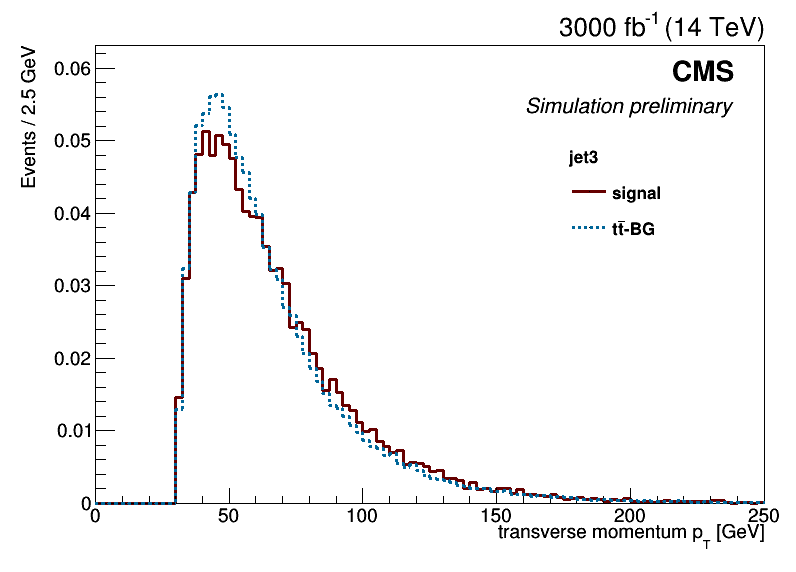 3000 fb⁻¹ (14 TeV)
CMS
Simulation preliminary
jet3
signal
tt̄-BG
Events / 2.5 GeV
0.06
0.05
0.04
0.03
0.02
0.01
0
0 50 100 150 200 250
transverse momentum p_T [GeV]